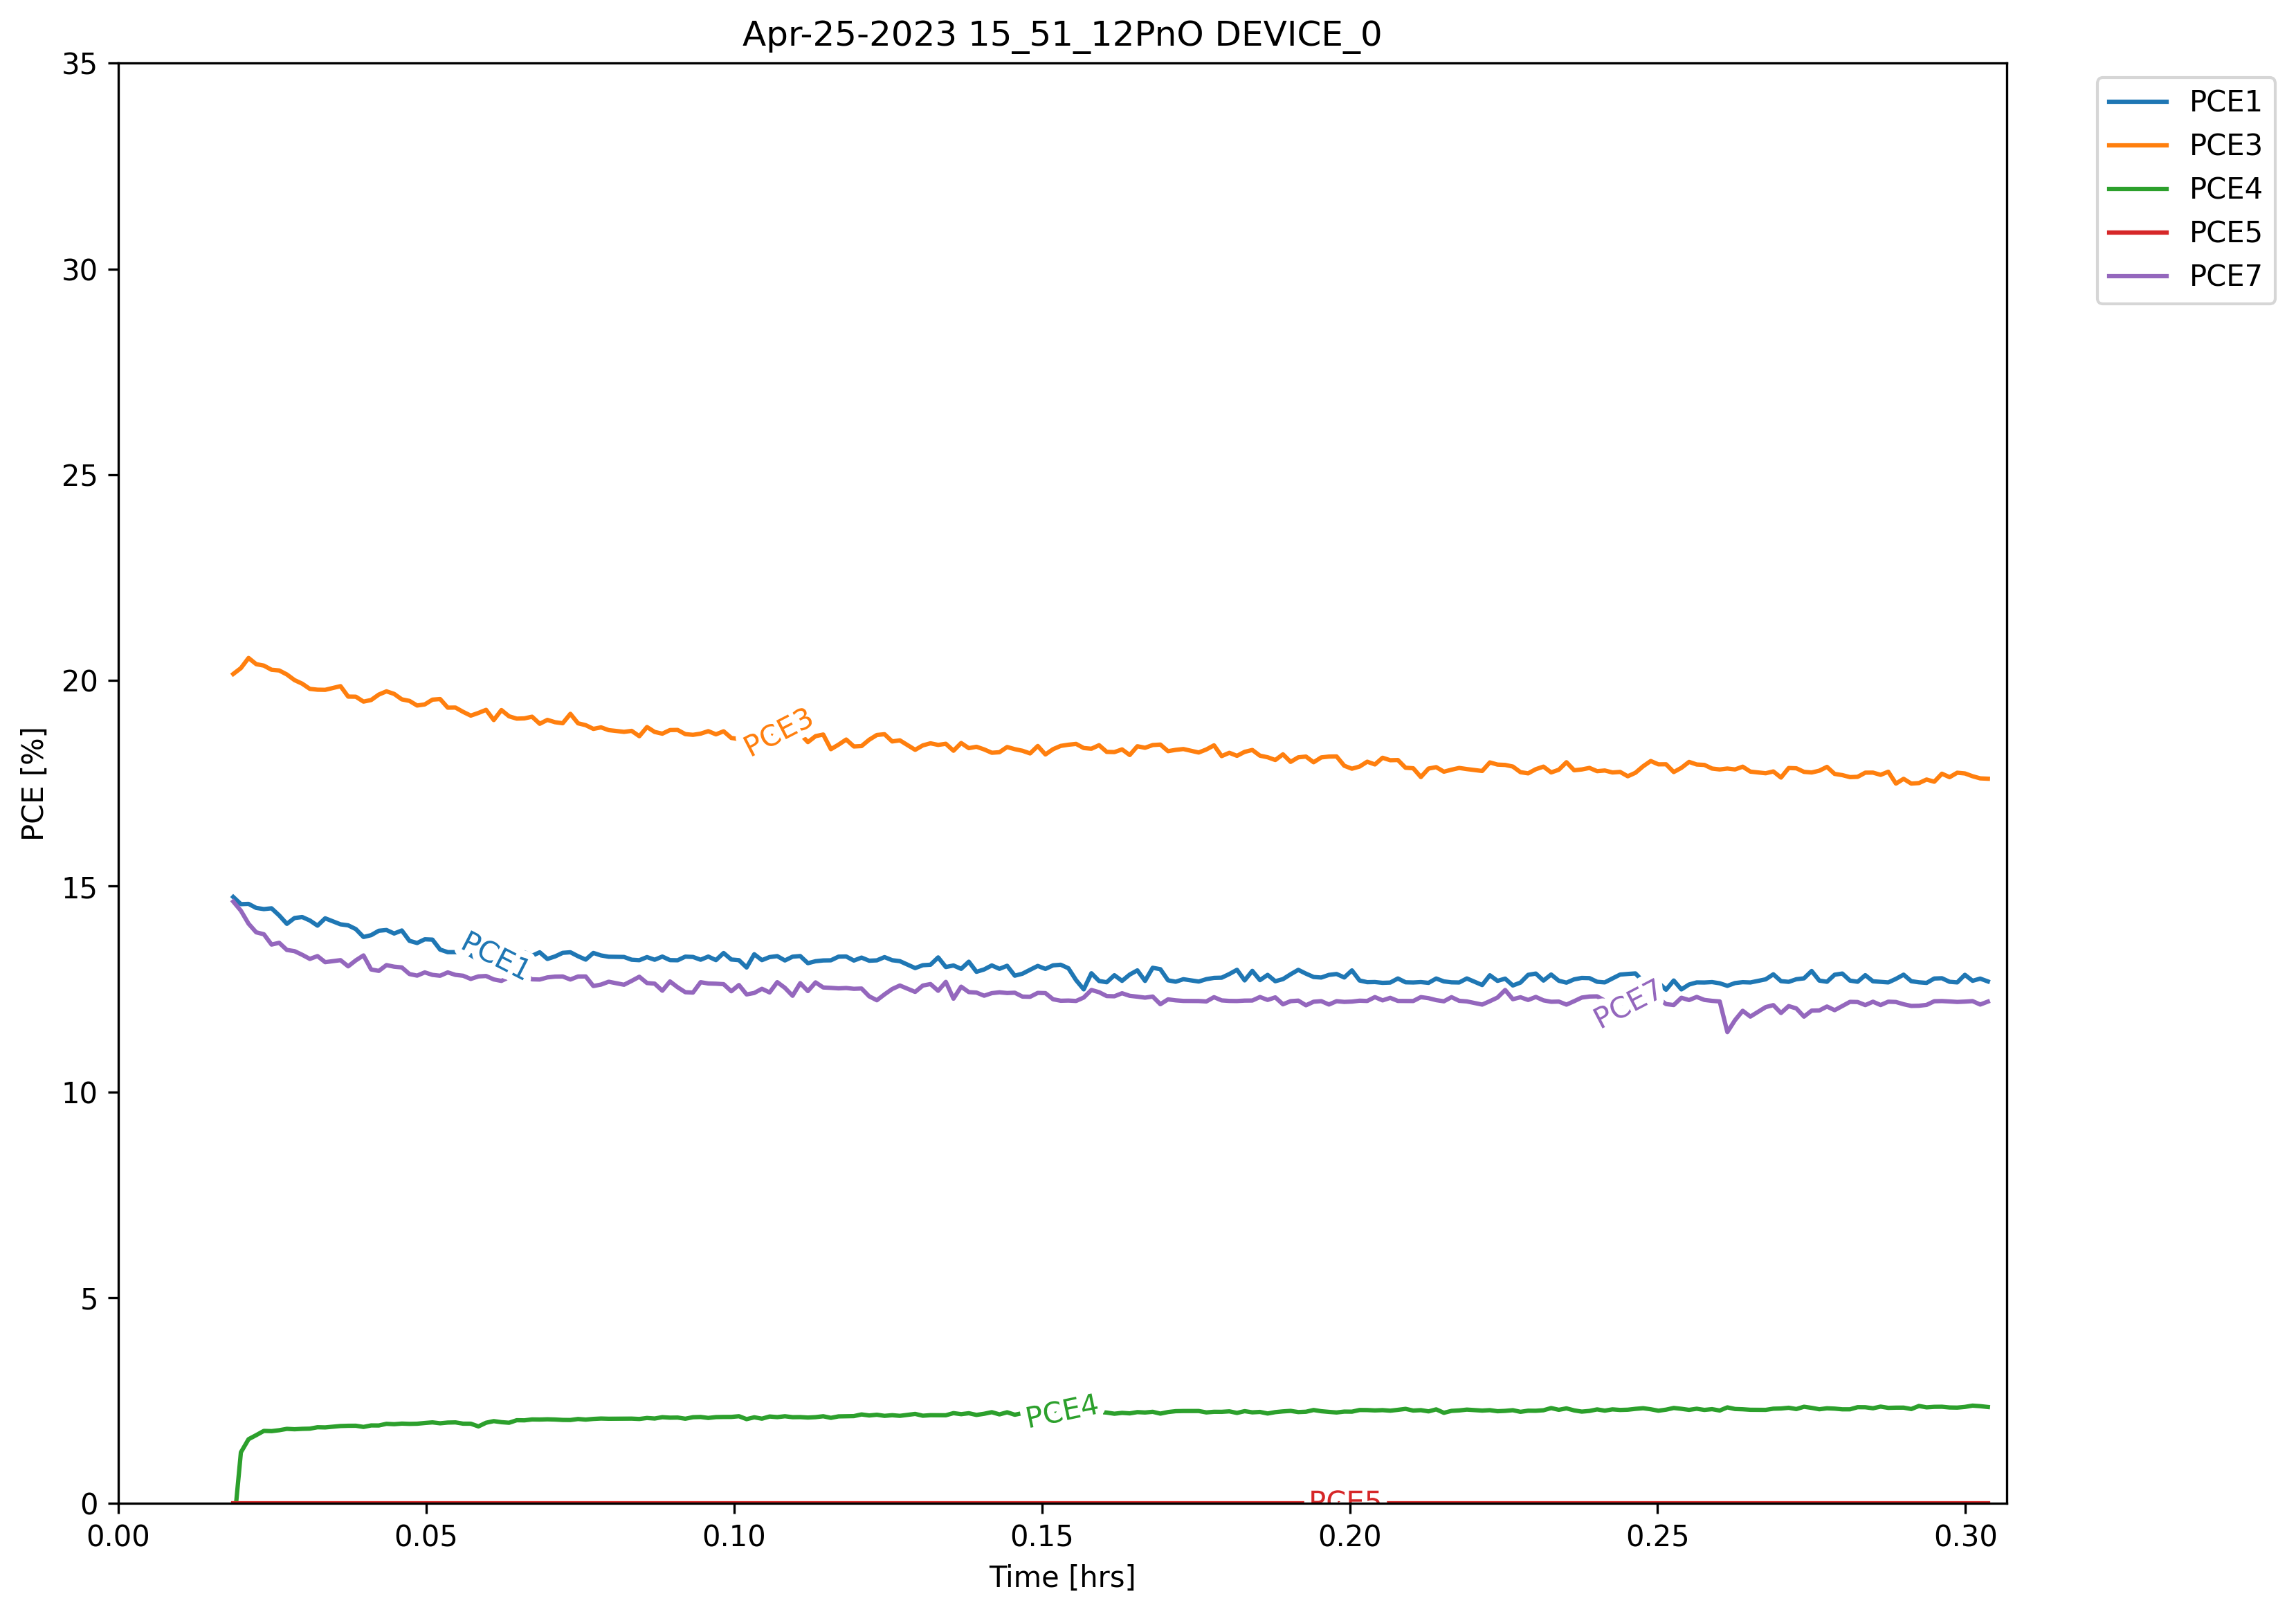 Apr-25-2023 15_51_12PnO DEVICE_0
PCE1
PCE3
PCE4
PCE5
PCE7
PCE [%]
35
30
25
20
15
10
5
0
PCE3
PCE1
PCE7
PCE4
PCE5
0.00 0.05 0.10 0.15 0.20 0.25 0.30
Time [hrs]